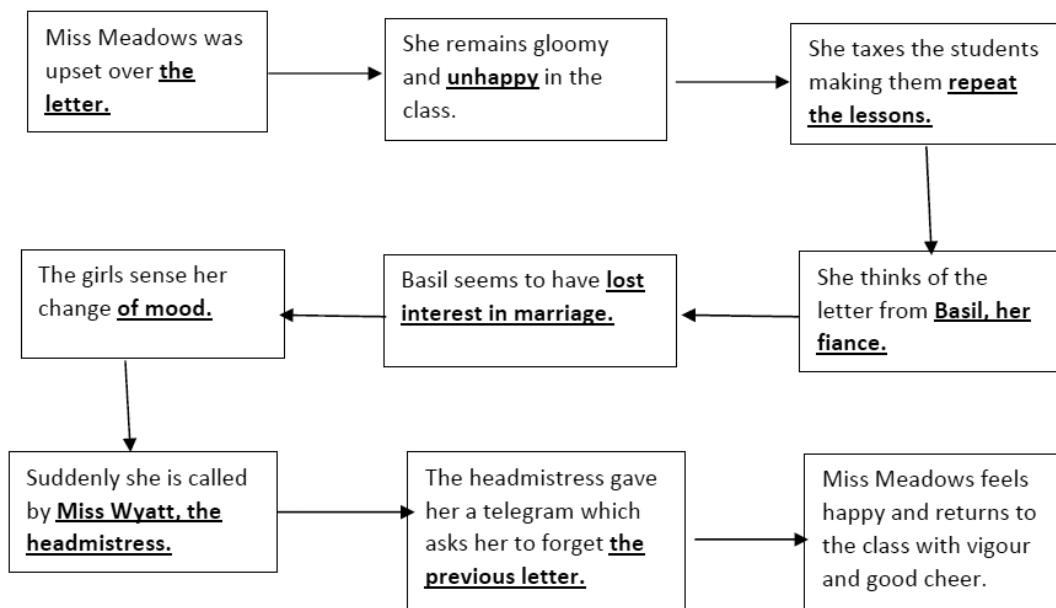 Miss Meadows was
upset over the
letter.
She remains gloomy
and unhappy in the
class.
She taxes the students
making them repeat
the lessons.
She thinks of the
letter from Basil, her
fiance.
Basil seems to have lost
interest in marriage.
The girls sense her
change of mood.
Suddenly she is called
by Miss Wyatt, the
headmistress.
The headmistress gave
her a telegram which
asks her to forget the
previous letter.
Miss Meadows feels
happy and returns to
the class with vigour
and good cheer.